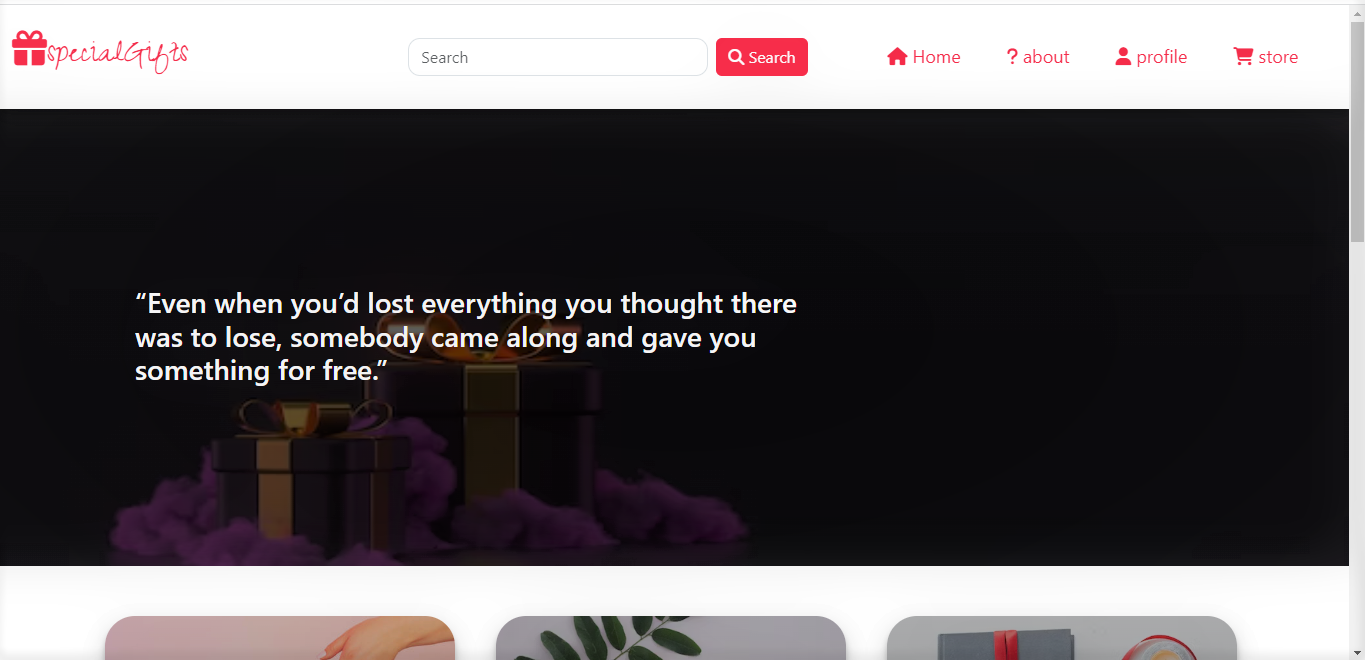 specialGifts
Search
Search
Home
? about
profile
store
“Even when you’d lost everything you thought there
was to lose, somebody came along and gave you
something for free.”